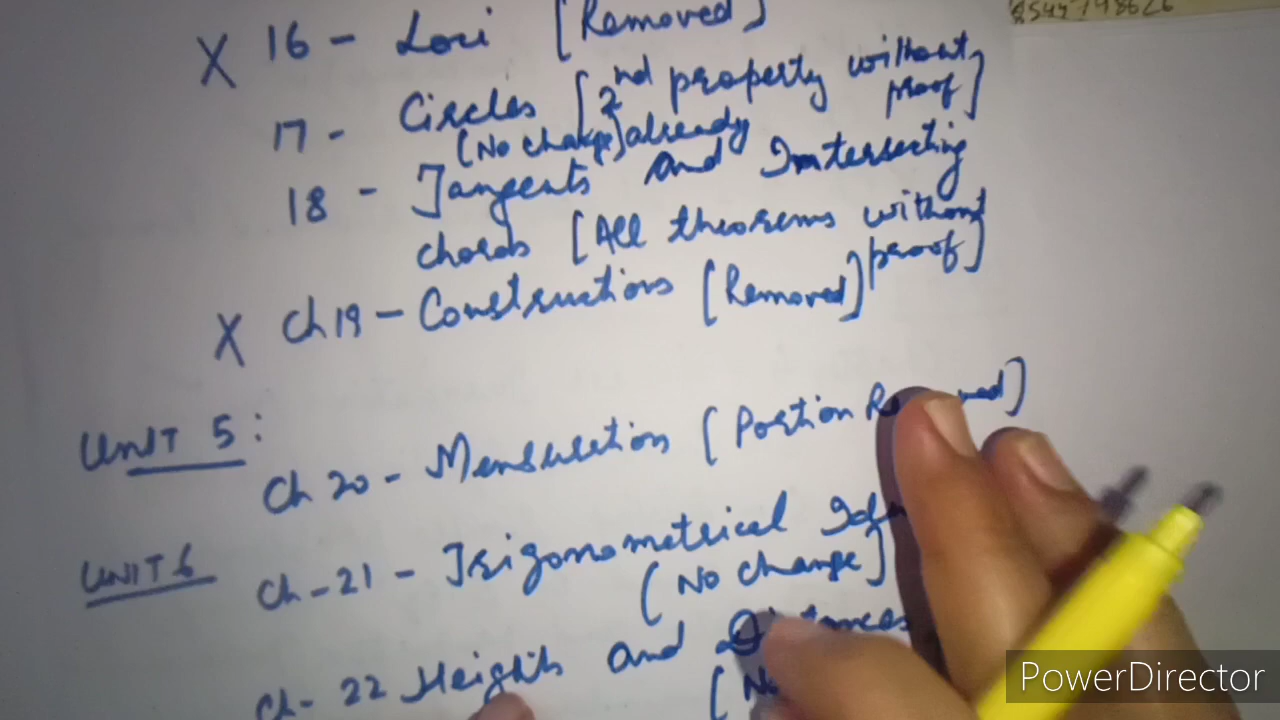 8544798626
X 16 - Loci [Removed]
17 - Circles [2nd property without proof]
(No change) already
18 - Tangents And Intersecting
chords [All theorems without proof]
X Ch 19 - Constructions [Removed]
UNIT 5:
Ch 20 - Mensuration [Portion
UNIT 6
Ch - 21 - Trigonometrical
(No change]
Ch - 22 Heights and Distances
PowerDirector